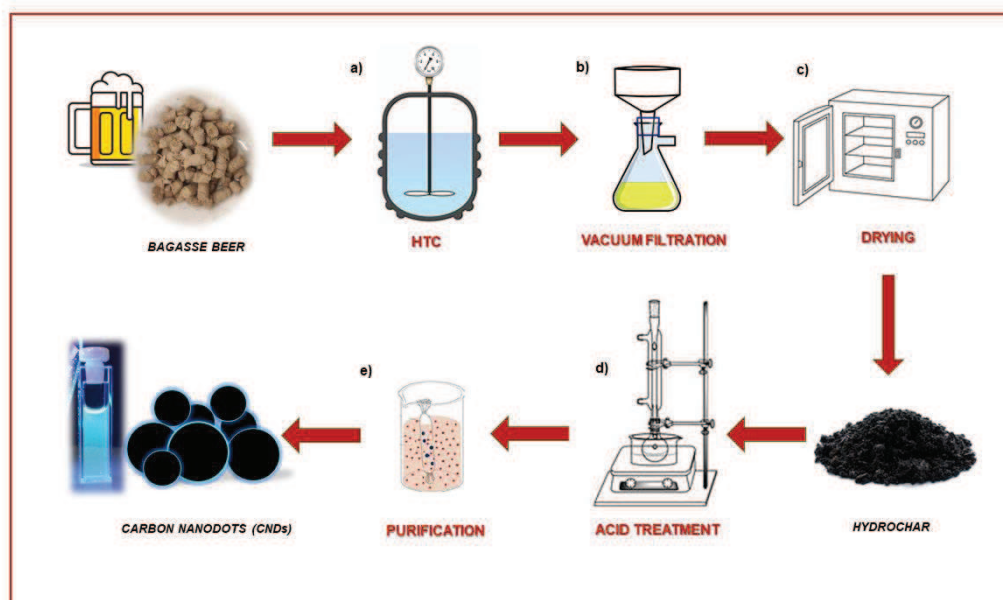 a)
b)
c)
BAGASSE BEER
HTC
VACUUM FILTRATION
DRYING
e)
d)
CARBON NANODOTS (CNDs)
PURIFICATION
ACID TREATMENT
HYDROCHAR